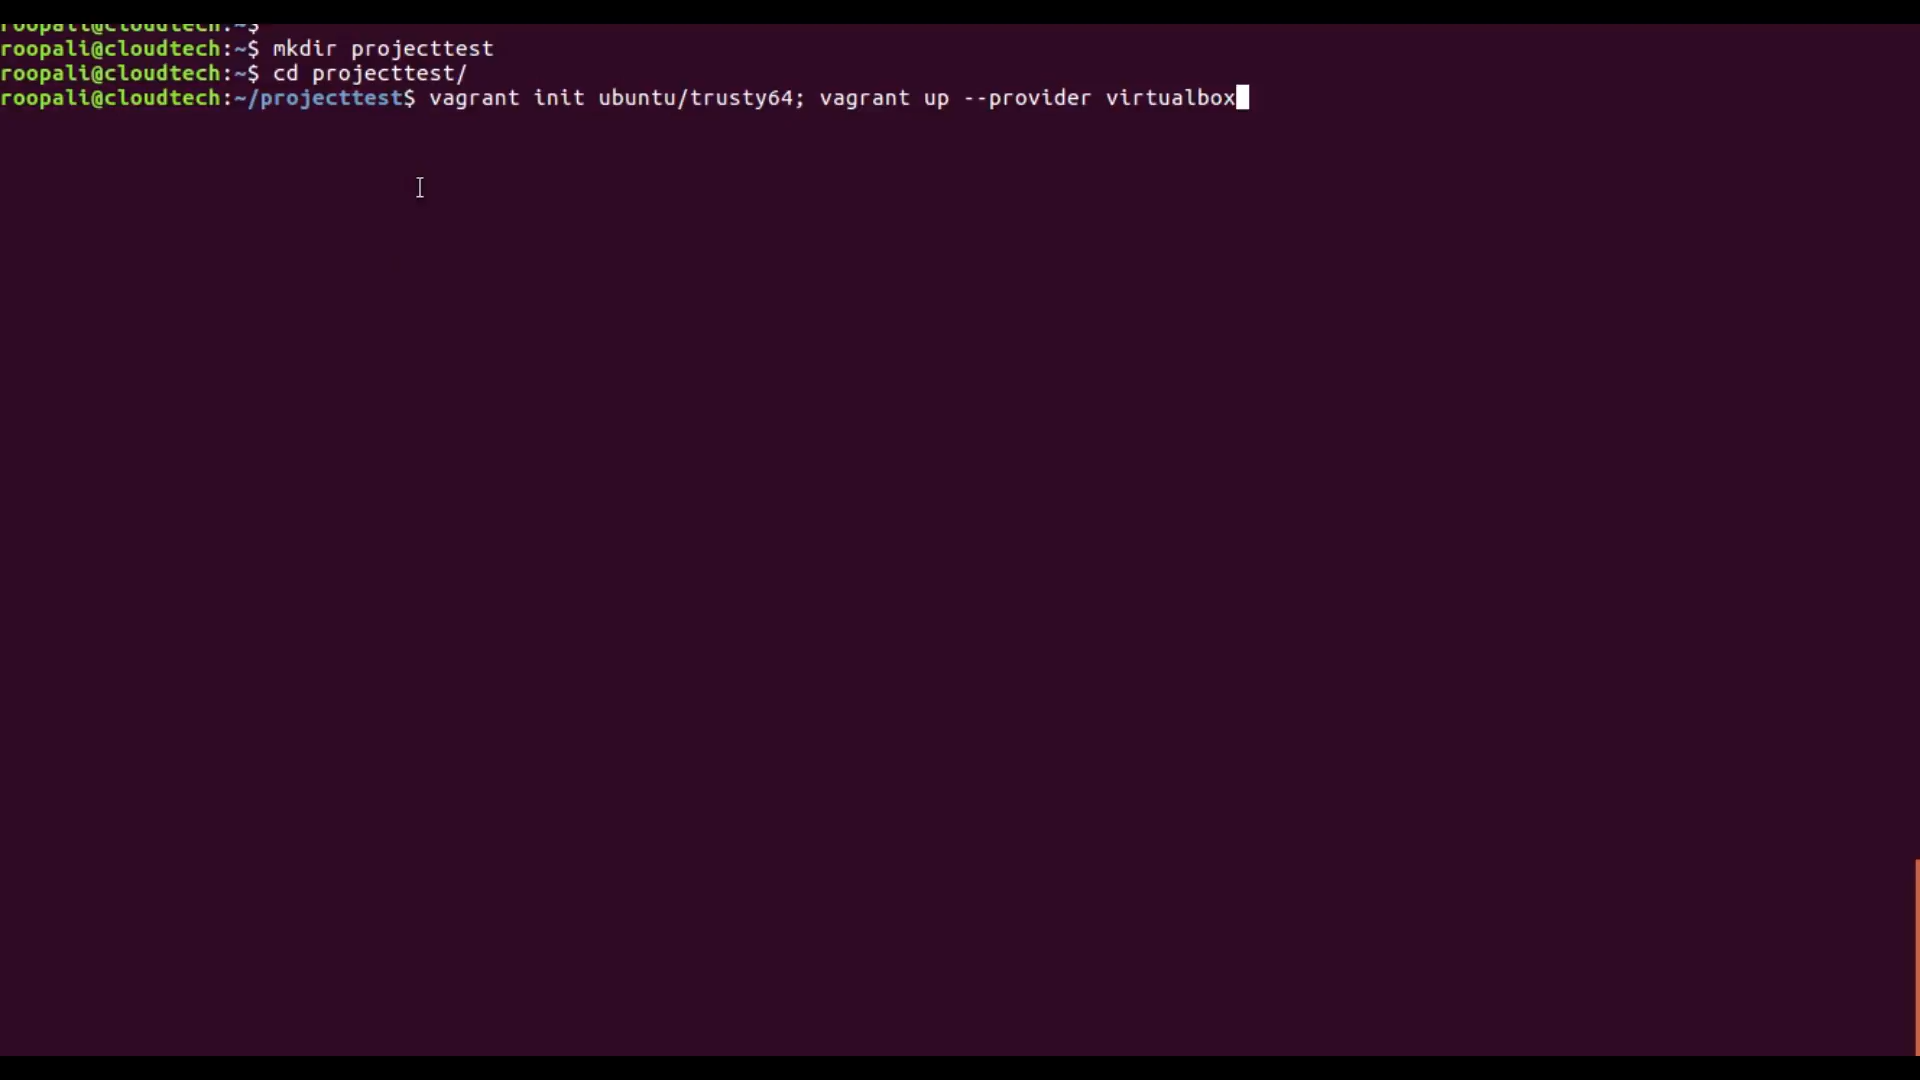 roopali@cloudtech:~$
roopali@cloudtech:~$ mkdir projecttest
roopali@cloudtech:~$ cd projecttest/
roopali@cloudtech:~/projecttest$ vagrant init ubuntu/trusty64; vagrant up --provider virtualbox